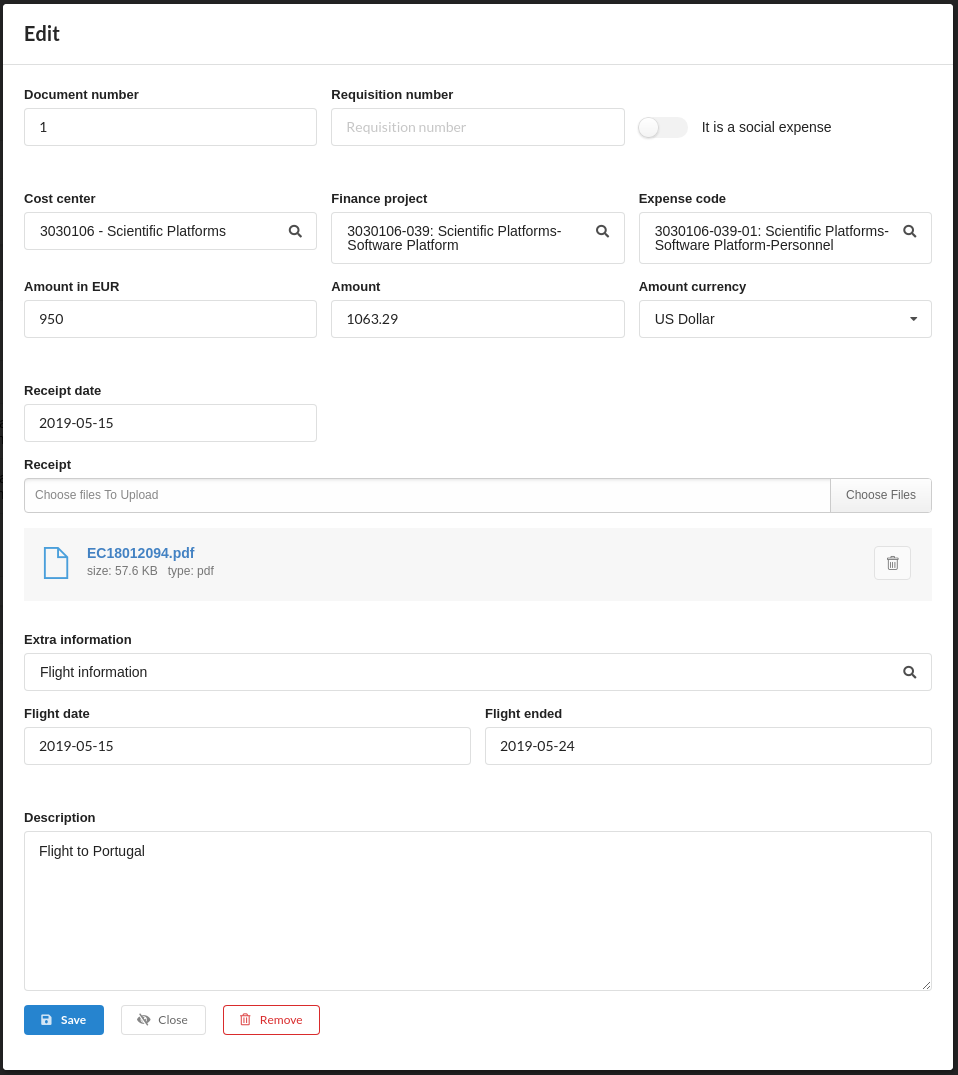 Edit
Document number
Requisition number
1
Requisition number
It is a social expense
Cost center
Finance project
Expense code
3030106 - Scientific Platforms
3030106-039: Scientific Platforms-
Software Platform
3030106-039-01: Scientific Platforms-
Software Platform-Personnel
Amount in EUR
Amount
Amount currency
950
1063.29
US Dollar
Receipt date
2019-05-15
Receipt
Choose files To Upload
Choose Files
EC18012094.pdf
size: 57.6 KB type: pdf
Extra information
Flight information
Flight date
Flight ended
2019-05-15
2019-05-24
Description
Flight to Portugal
Save
Close
Remove